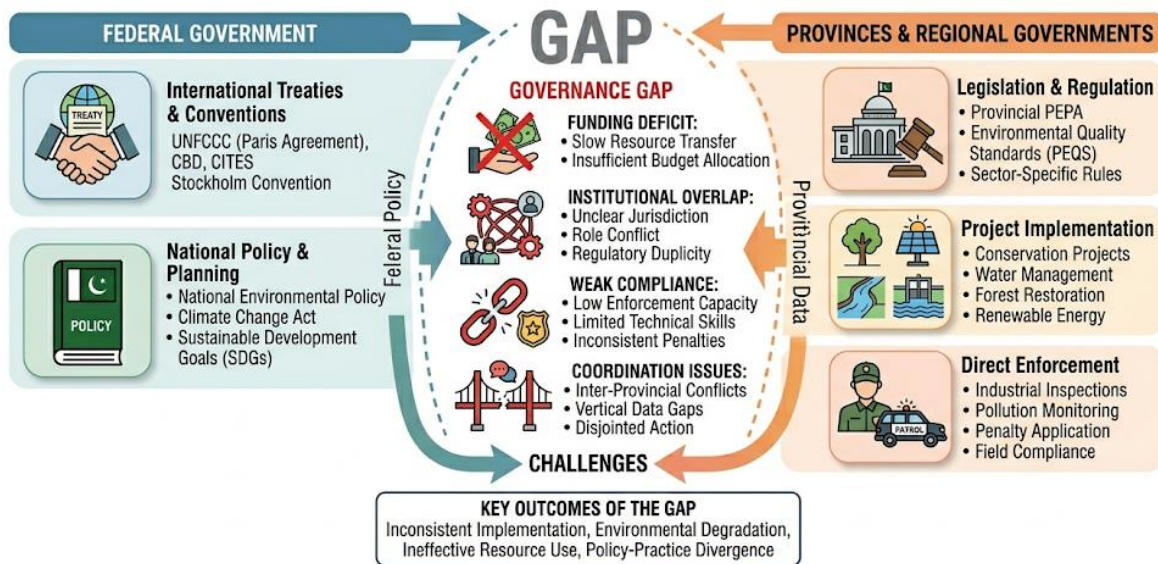 FEDERAL GOVERNMENT
International Treaties
& Conventions
TREATY
UNFCCC (Paris Agreement),
CBD, CITES
Stockholm Convention
National Policy &
Planning
POLICY
• National Environmental Policy
• Climate Change Act
• Sustainable Development
Goals (SDGs)
Feleral Policy
GAP
GOVERNANCE GAP
FUNDING DEFICIT:
• Slow Resource Transfer
• Insufficient Budget Allocation
INSTITUTIONAL OVERLAP:
• Unclear Jurisdiction
• Role Conflict
• Regulatory Duplicity
WEAK COMPLIANCE:
• Low Enforcement Capacity
• Limited Technical Skills
• Inconsistent Penalties
COORDINATION ISSUES:
• Inter-Provincial Conflicts
• Vertical Data Gaps
• Disjointed Action
CHALLENGES
KEY OUTCOMES OF THE GAP
Inconsistent Implementation, Environmental Degradation,
Ineffective Resource Use, Policy-Practice Divergence
PROVINCES & REGIONAL GOVERNMENTS
Legislation & Regulation
• Provincial PEPA
• Environmental Quality
Standards (PEQS)
• Sector-Specific Rules
Data
Project Implementation
• Conservation Projects
• Water Management
• Forest Restoration
• Renewable Energy
Direct Enforcement
PATROL
• Industrial Inspections
• Pollution Monitoring
• Penalty Application
• Field Compliance